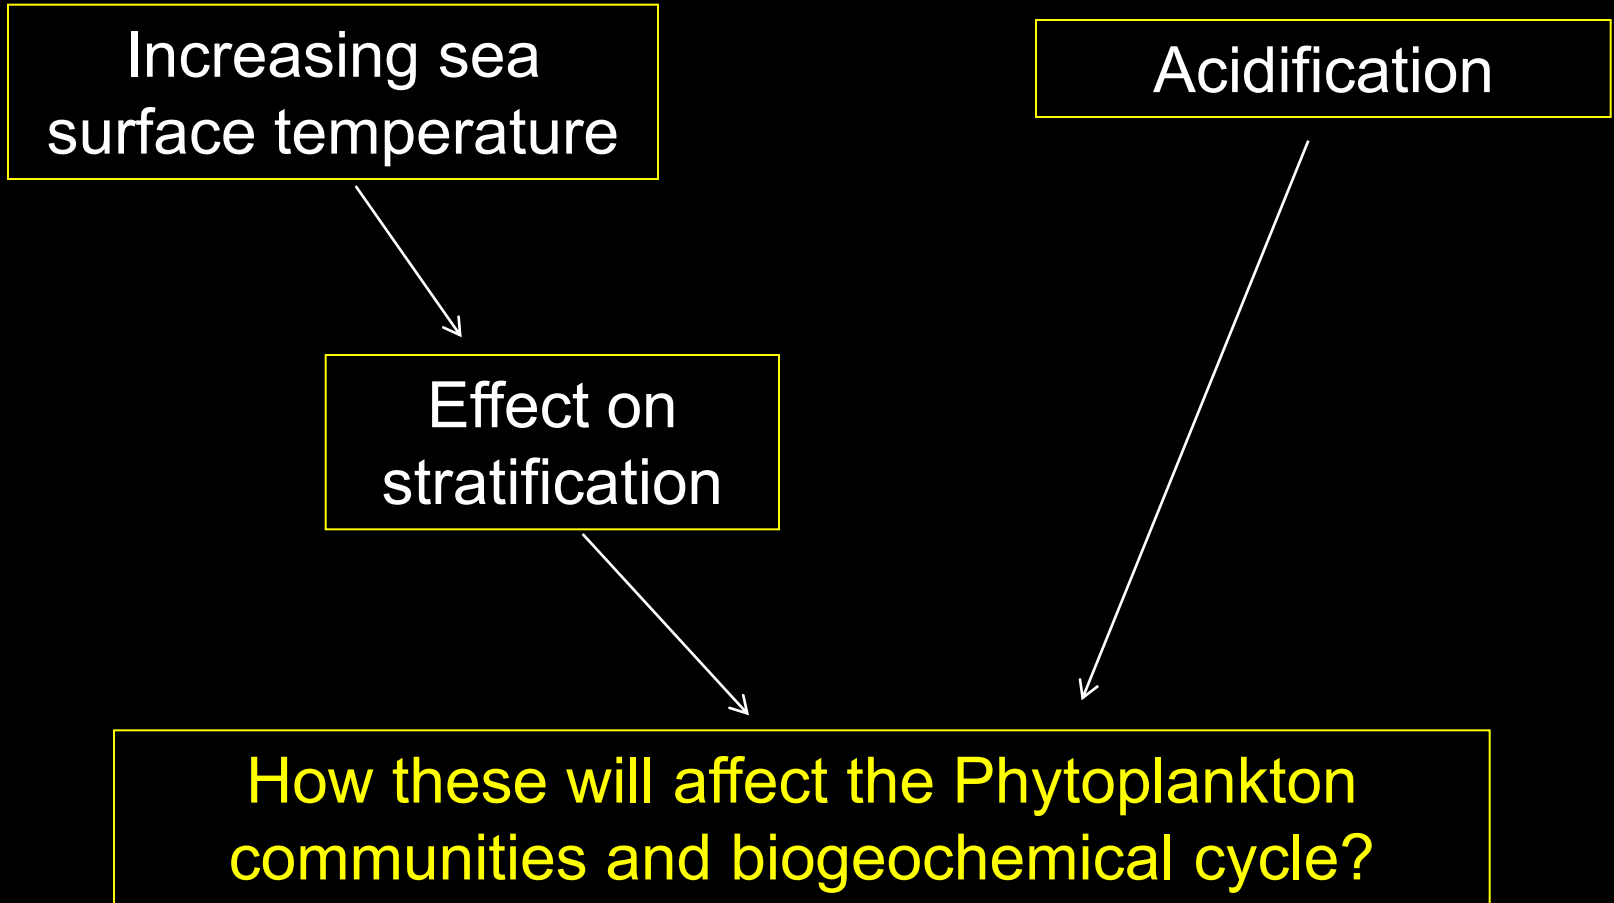 Increasing sea
surface temperature
Acidification
Effect on
stratification
How these will affect the Phytoplankton
communities and biogeochemical cycle?